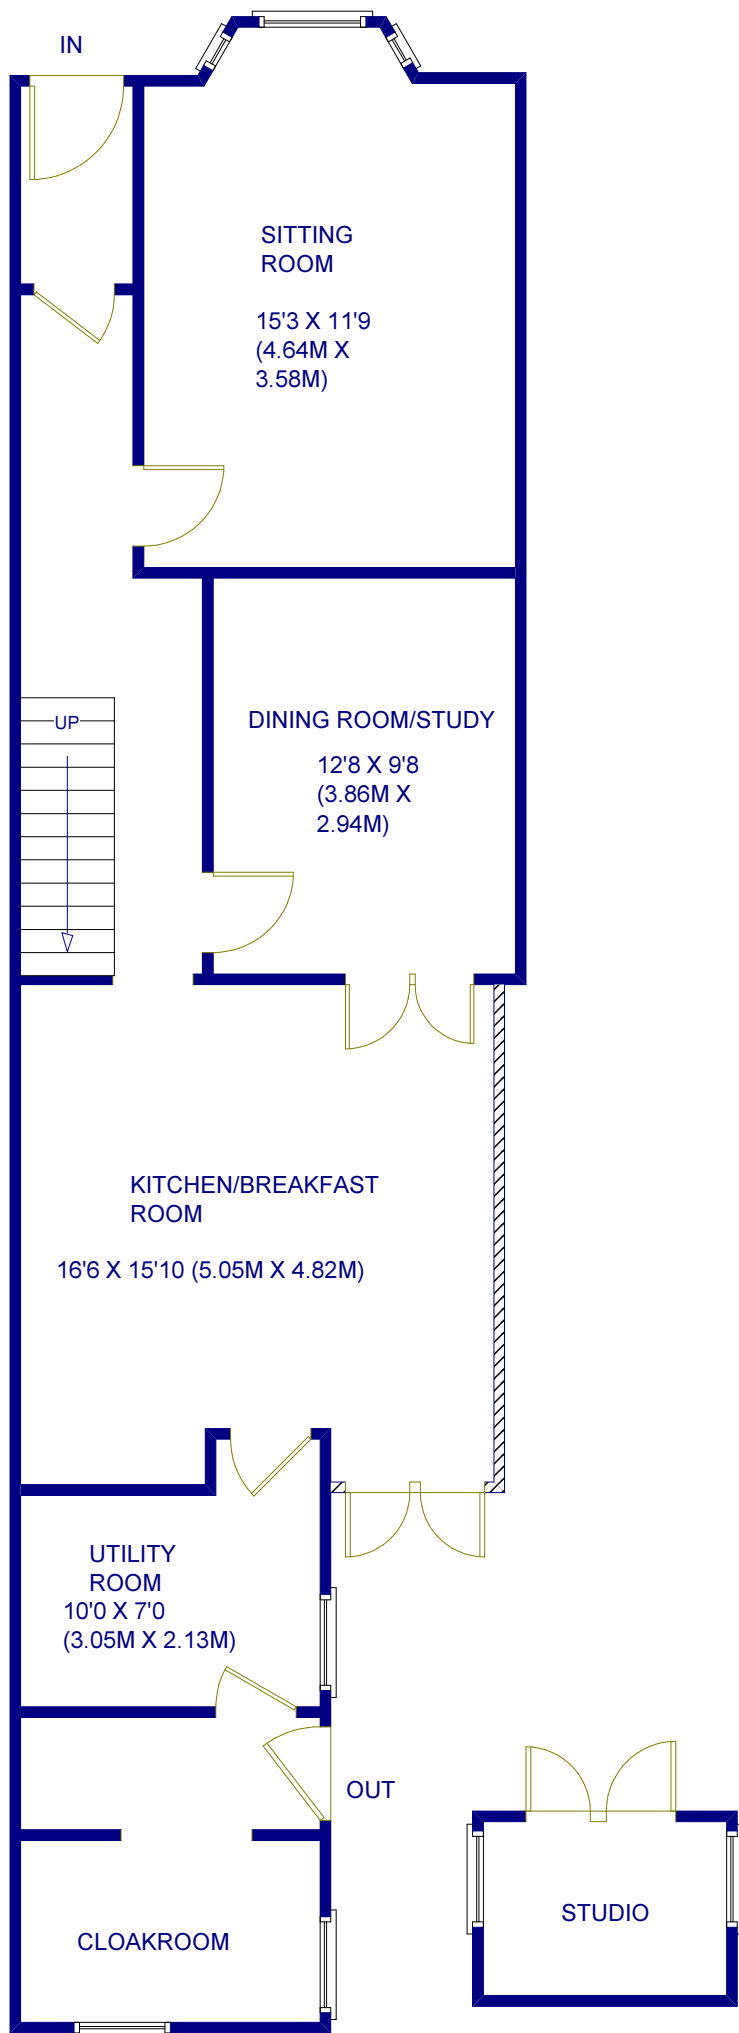 IN
SITTING
ROOM
15'3 X 11'9
(4.64M X
3.58M)
UP
DINING ROOM/STUDY
12'8 X 9'8
(3.86M X
2.94M)
KITCHEN/BREAKFAST
ROOM
16'6 X 15'10 (5.05M X 4.82M)
UTILITY
ROOM
10'0 X 7'0
(3.05M X 2.13M)
OUT
STUDIO
CLOAKROOM